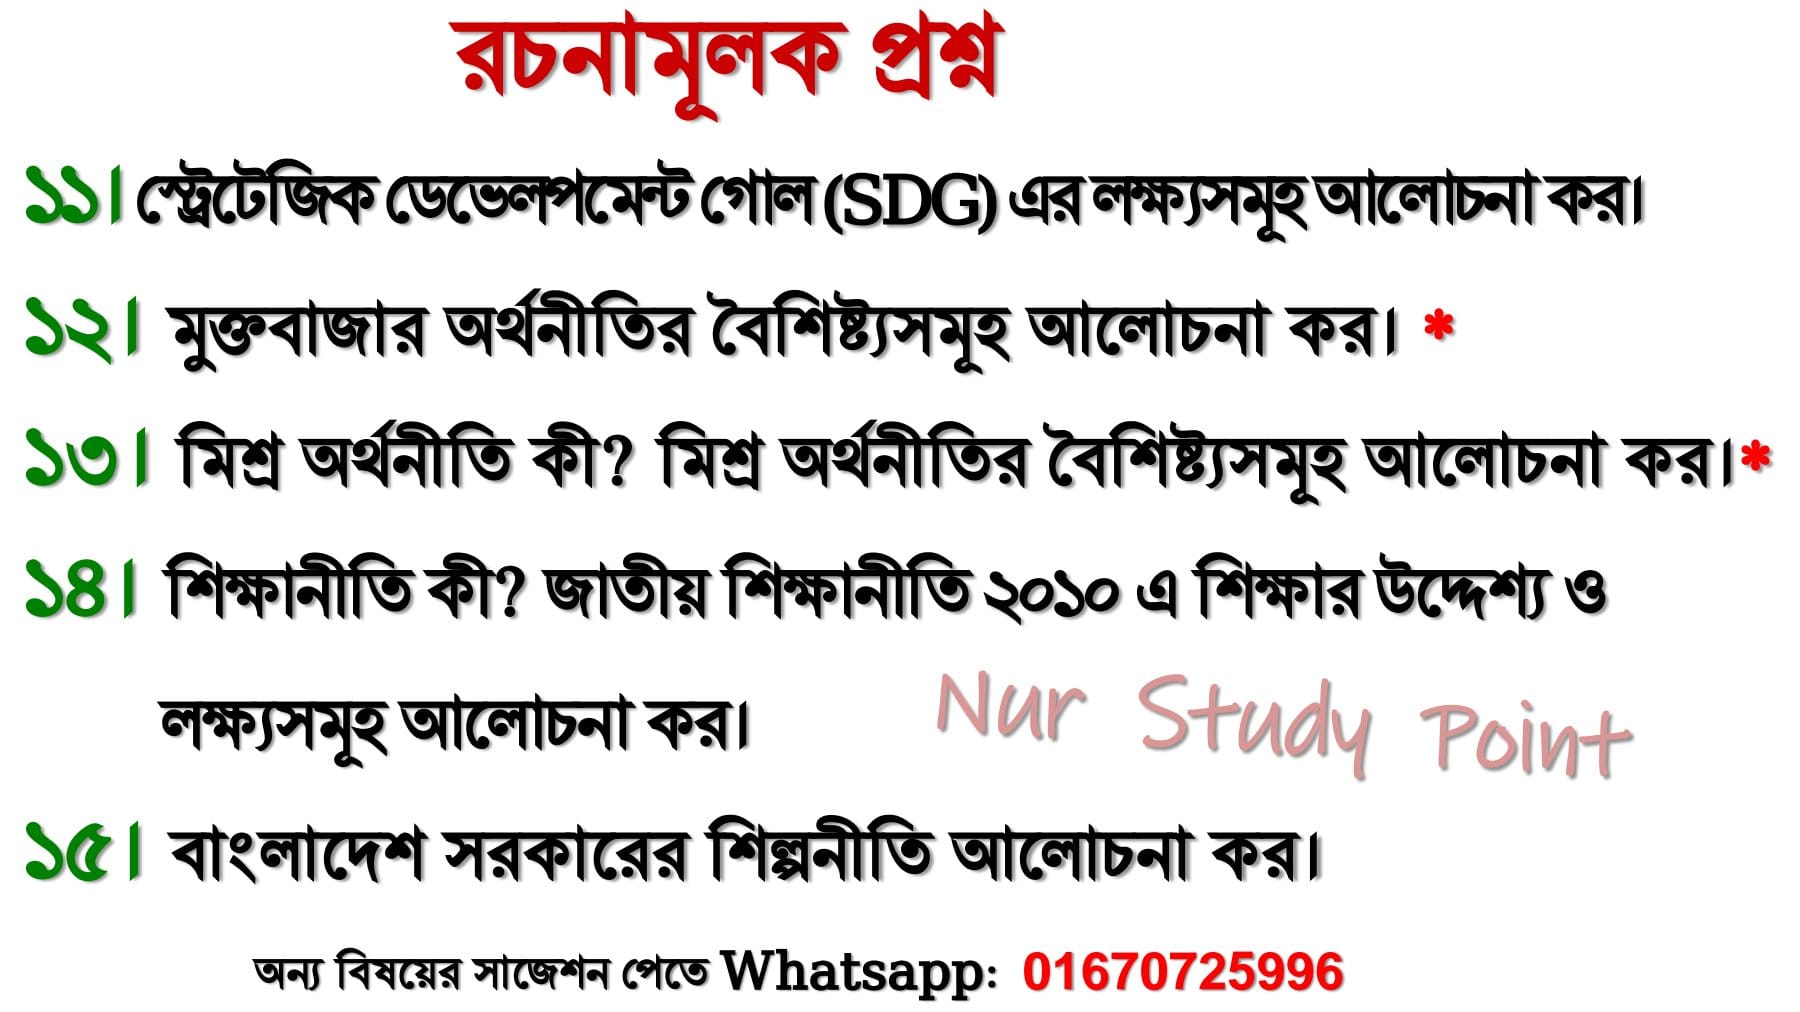 রচনামূলক প্রশ্ন
১১। স্ট্রেটেজিক ডেভেলপমেন্ট গোল (SDG) এর লক্ষ্যসমূহ আলোচনা কর।
১২। মুক্তবাজার অর্থনীতির বৈশিষ্ট্যসমূহ আলোচনা কর। *
১৩। মিশ্র অর্থনীতি কী? মিশ্র অর্থনীতির বৈশিষ্ট্যসমূহ আলোচনা কর।*
১৪। শিক্ষানীতি কী? জাতীয় শিক্ষানীতি ২০১০ এ শিক্ষার উদ্দেশ্য ও
লক্ষ্যসমূহ আলোচনা কর।
Nur Study Point
১৫। বাংলাদেশ সরকারের শিল্পনীতি আলোচনা কর।
অন্য বিষয়ের সাজেশন পেতে Whatsapp: 01670725996